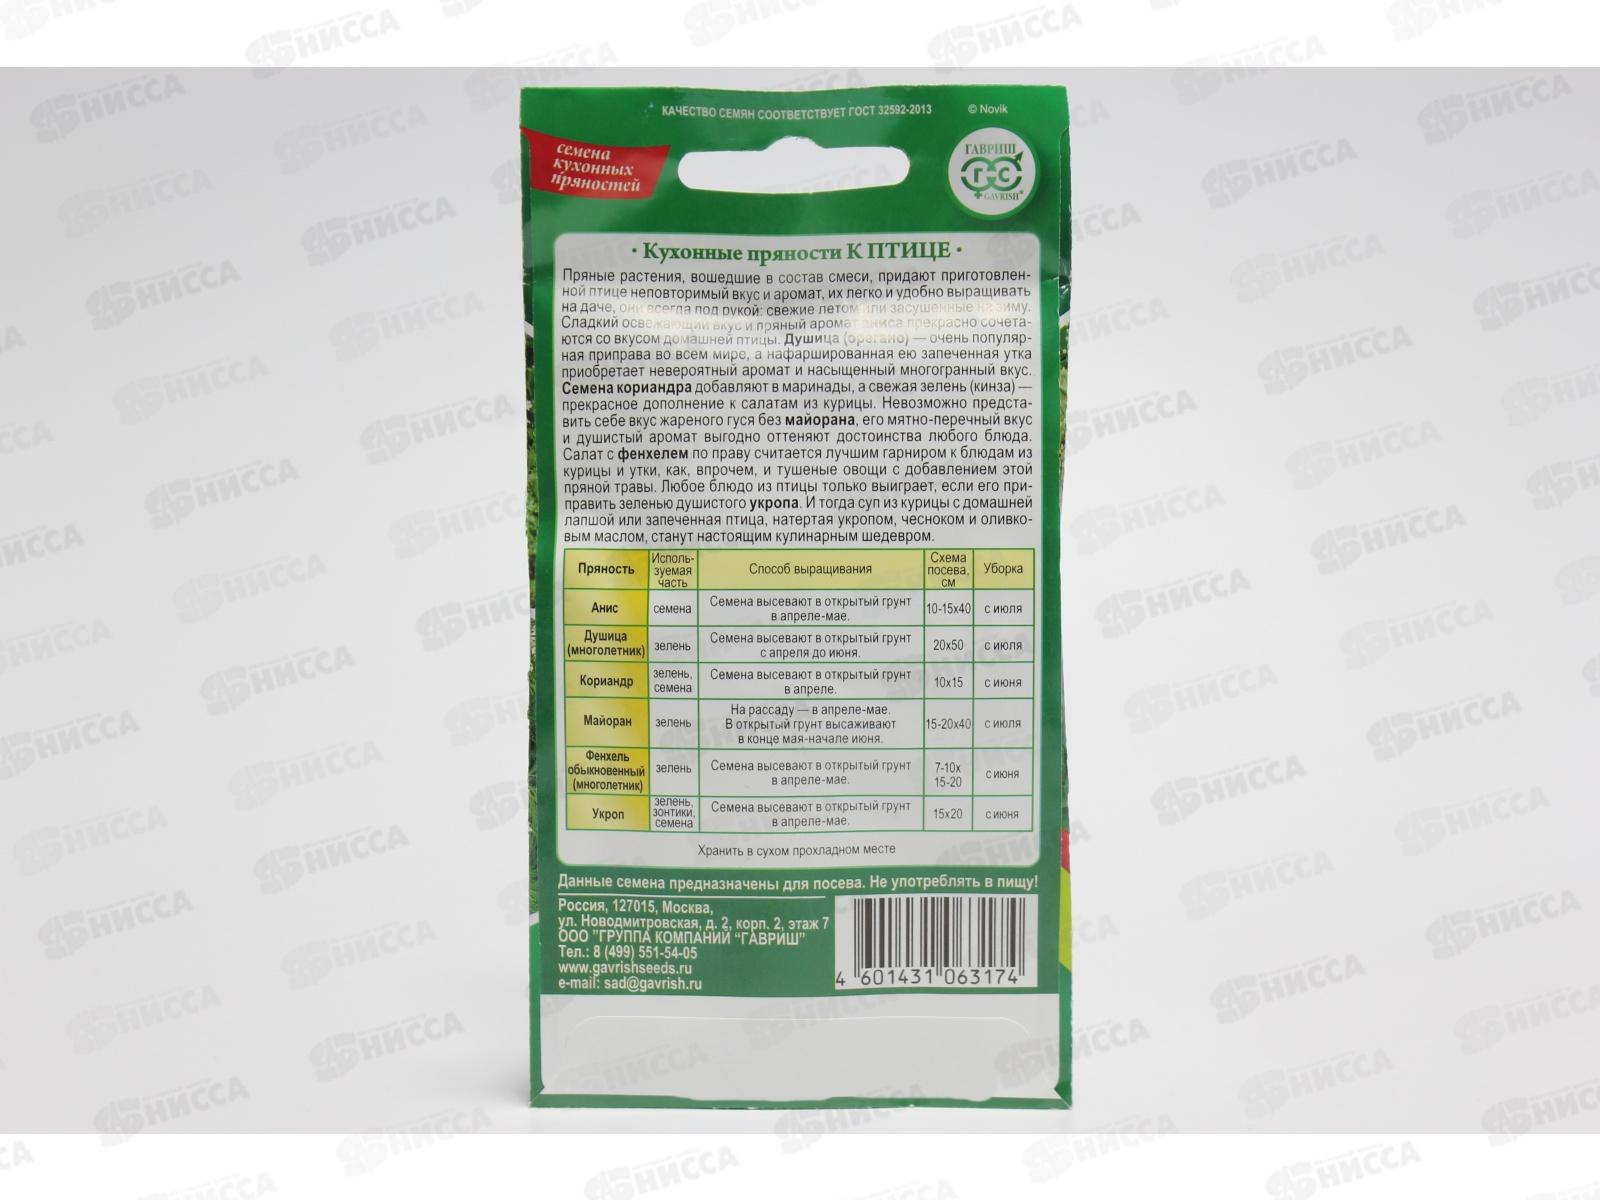 КАЧЕСТВО СЕМЯН СООТВЕТСТВУЕТ ГОСТ 32592-2013
© Novik
семена
кухонных
пряностей
ГАВРИШ
ГС
GAVRISH®
· Кухонные пряности К ПТИЦЕ ·
Пряные растения, вошедшие в состав смеси, придают приготовлен-
ной птице неповторимый вкус и аромат, их легко и удобно выращивать
на даче, они всегда под рукой: свежие летом или засушенные на зиму.
Сладкий освежающий вкус и пряный аромат аниса прекрасно сочета-
ются со вкусом домашней птицы. Душица (орегано) — очень популяр-
ная приправа во всем мире, а нафаршированная ею запеченная утка
приобретает невероятный аромат и насыщенный многогранный вкус.
Семена кориандра добавляют в маринады, а свежая зелень (кинза) —
прекрасное дополнение к салатам из курицы. Невозможно предста-
вить себе вкус жареного гуся без майорана, его мятно-перечный вкус
и душистый аромат выгодно оттеняют достоинства любого блюда.
Салат с фенхелем по праву считается лучшим гарниром к блюдам из
курицы и утки, как, впрочем, и тушеные овощи с добавлением этой
пряной травы. Любое блюдо из птицы только выиграет, если его при-
править зеленью душистого укропа. И тогда суп из курицы с домашней
лапшой или запеченная птица, натертая укропом, чесноком и оливко-
вым маслом, станут настоящим кулинарным шедевром.
Пряность
Исполь-
зуемая
часть
Способ выращивания
Схема
посева,
см
Уборка
Анис
семена
Семена высевают в открытый грунт
в апреле-мае.
10-15х40
с июля
Душица
(многолетник)
зелень
Семена высевают в открытый грунт
с апреля до июня.
20х50
с июля
Кориандр
зелень,
семена
Семена высевают в открытый грунт
в апреле.
10х15
с июня
Майоран
зелень
На рассаду — в апреле-мае.
В открытый грунт высаживают
в конце мая-начале июня.
15-20х40
с июля
Фенхель
обыкновенный
(многолетник)
зелень
Семена высевают в открытый грунт
в апреле-мае.
7-10х
15-20
с июня
Укроп
зелень,
зонтики,
семена
Семена высевают в открытый грунт
в апреле-мае.
15х20
с июня
Хранить в сухом прохладном месте
Данные семена предназначены для посева. Не употреблять в пищу!
Россия, 127015, Москва,
ул. Новодмитровская, д. 2, корп. 2, этаж 7
ООО "ГРУППА КОМПАНИЙ "ГАВРИШ"
Тел.: 8 (499) 551-54-05
www.gavrishseeds.ru
e-mail: sad@gavrish.ru
4 601431 063174
НИССА